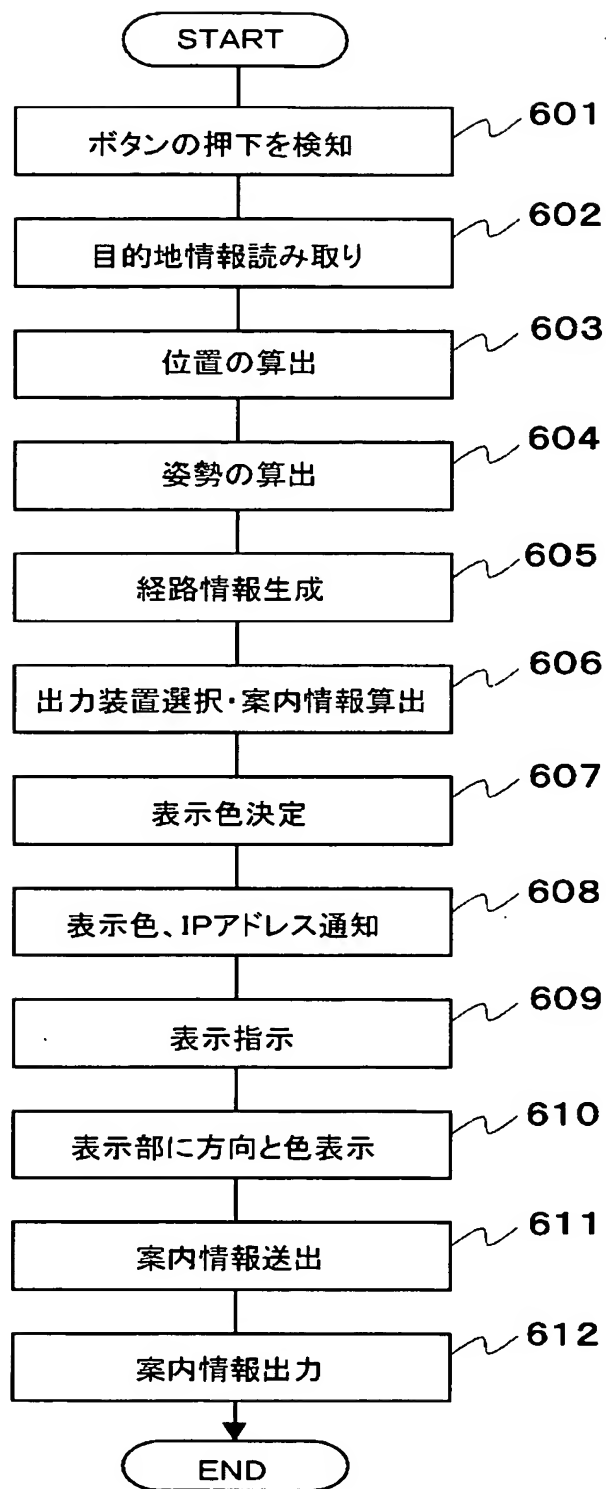 START
ボタンの押下を検知
601
目的地情報読み取り
602
位置の算出
603
姿勢の算出
604
経路情報生成
605
出力装置選択・案内情報算出
606
表示色決定
607
表示色、IPアドレス通知
608
表示指示
609
表示部に方向と色表示
610
案内情報送出
611
案内情報出力
612
END